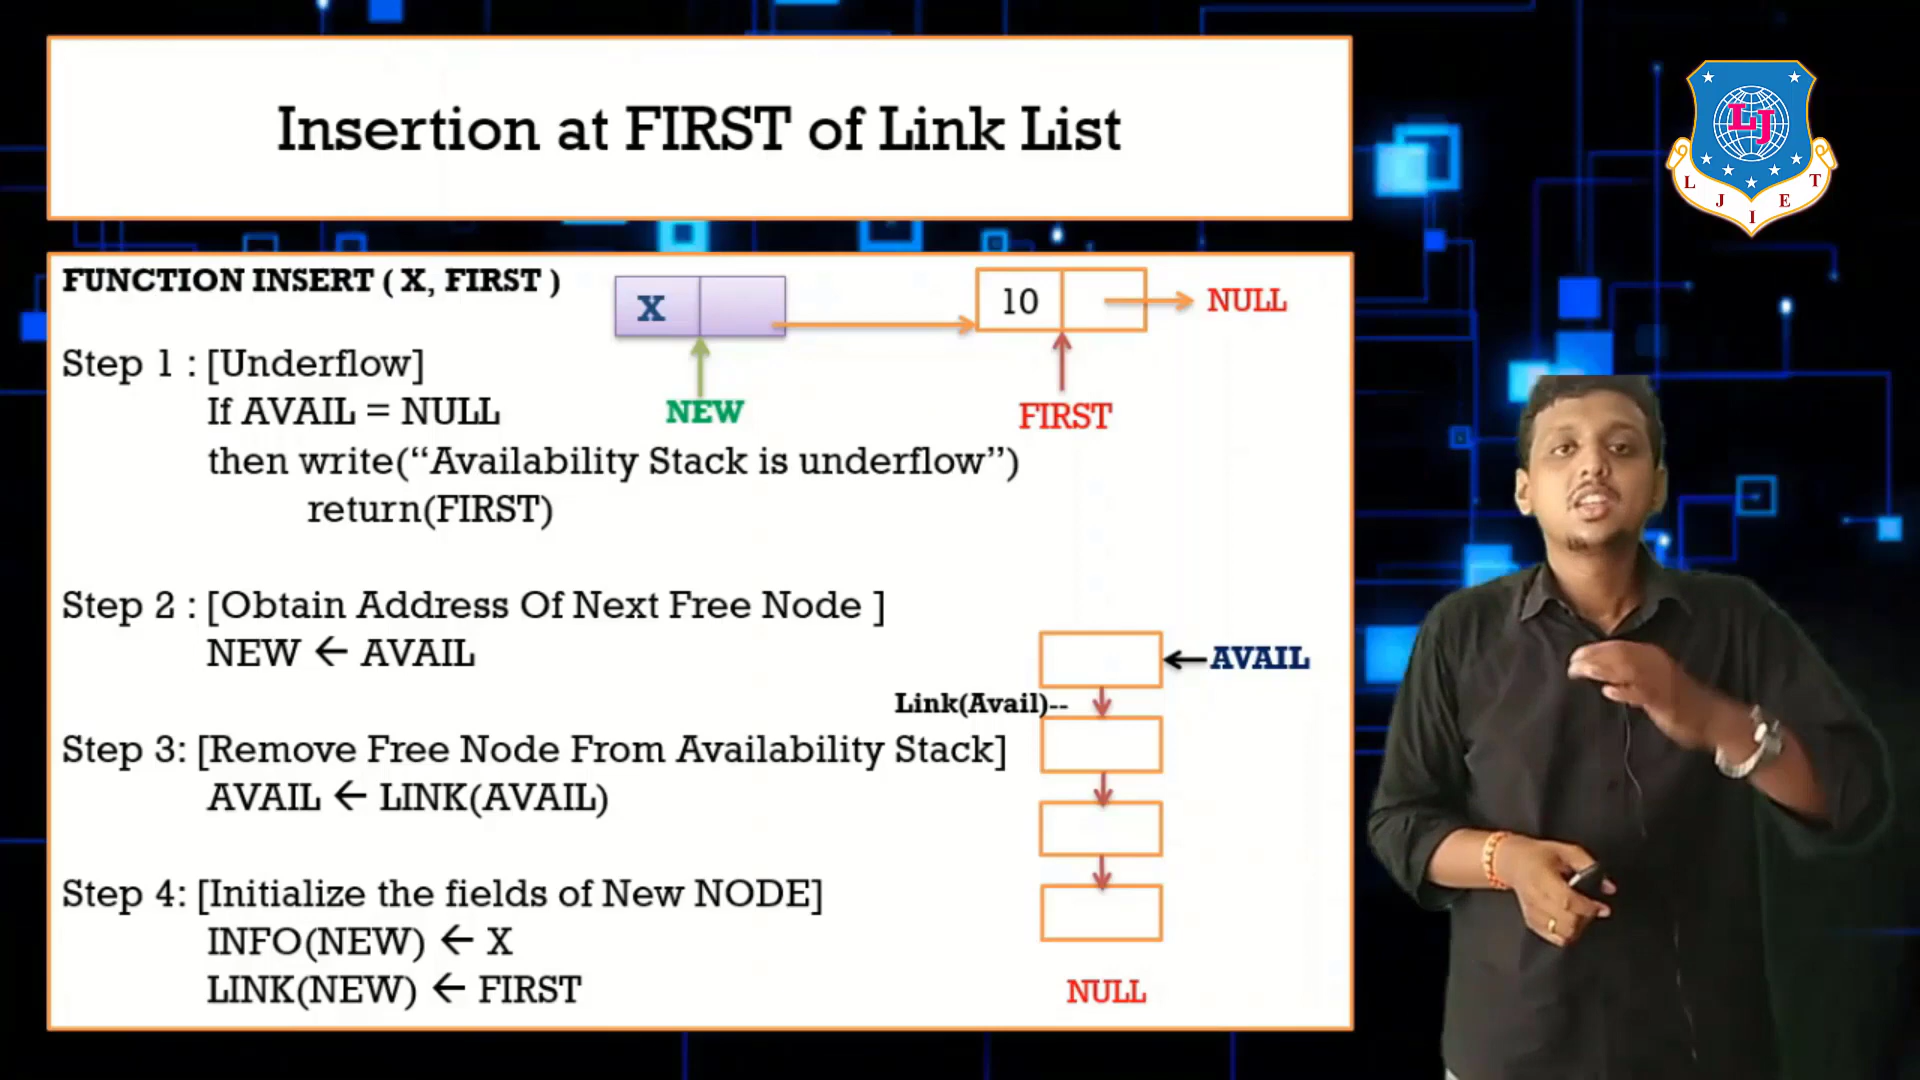 Insertion at FIRST of Link List
L J
L J I E T
FUNCTION INSERT ( X, FIRST )
X
10
NULL
NEW
FIRST
Step 1 : [Underflow]
If AVAIL = NULL
then write(“Availability Stack is underflow”)
return(FIRST)
Step 2 : [Obtain Address Of Next Free Node ]
NEW ← AVAIL
AVAIL
Link(Avail)--
Step 3: [Remove Free Node From Availability Stack]
AVAIL ← LINK(AVAIL)
Step 4: [Initialize the fields of New NODE]
INFO(NEW) ← X
LINK(NEW) ← FIRST
NULL